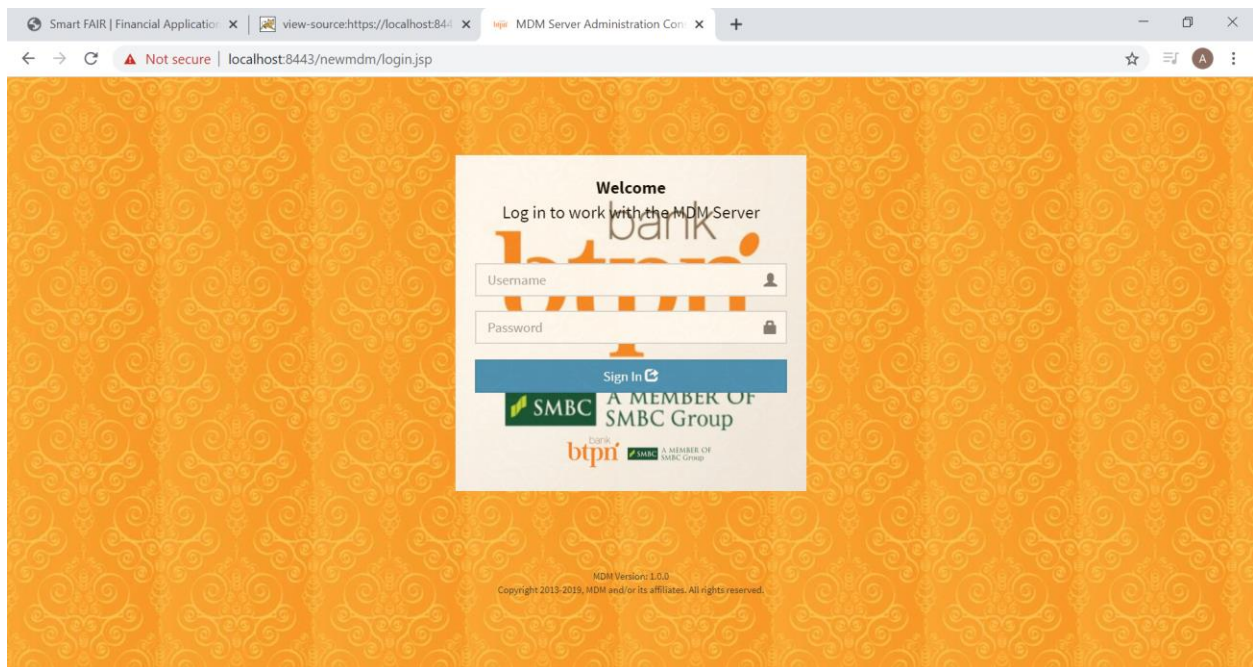 Smart FAIR | Financial Application
view-source:https://localhost:844
MDM Server Administration Con
Not secure | localhost:8443/newmdm/login.jsp
A
Welcome
Log in to work with the MDM Server
bank
btpn
Username
Password
Sign In
SMBC
A MEMBER OF
SMBC Group
bank
btpn
SMBC
A MEMBER OF
SMBC Group
MDM Version: 1.0.0
Copyright 2013-2019, MDM and/or its affiliates. All rights reserved.